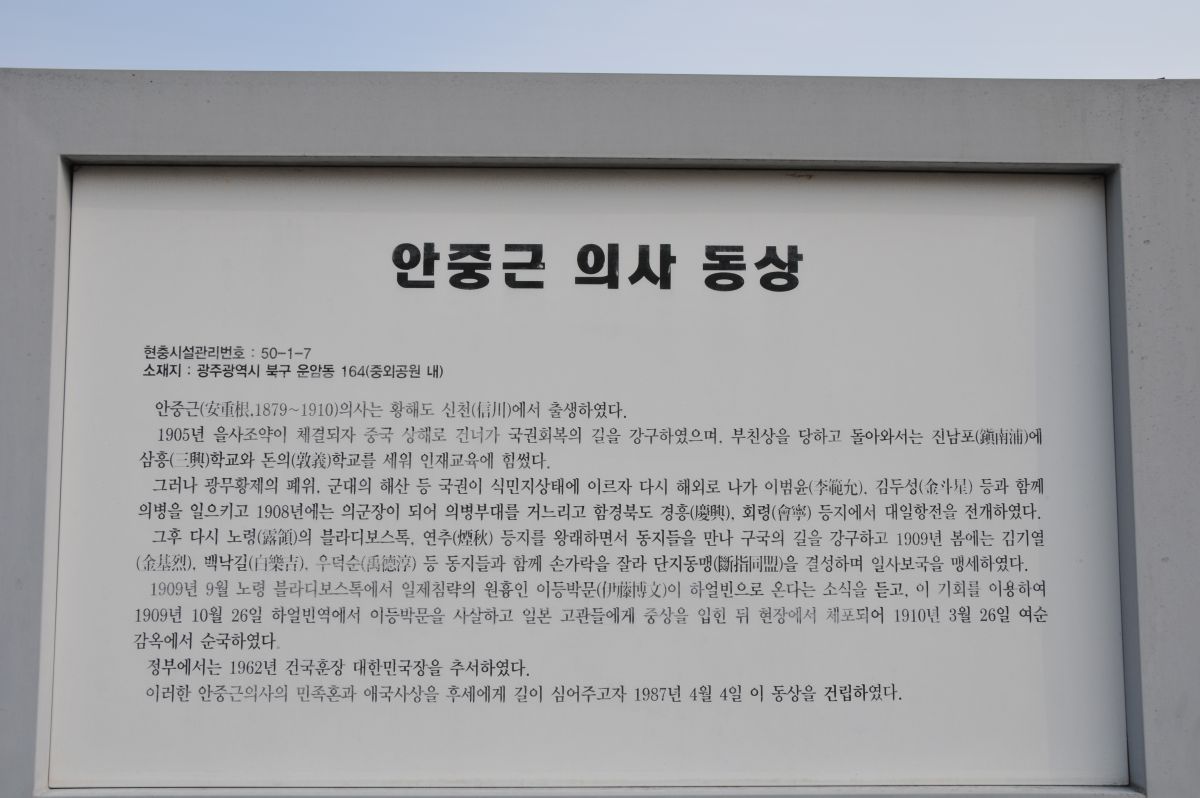 안중근 의사 동상
현충시설관리번호 : 50-1-7
소재지 : 광주광역시 북구 운암동 164(중외공원 내)
안중근(安重根,1879~1910)의사는 황해도 신천(信川)에서 출생하였다.
1905년 을사조약이 체결되자 중국 상해로 건너가 국권회복의 길을 강구하였으며, 부친상을 당하고 돌아와서는 진남포(鎭南浦)에
삼흥(三興)학교와 돈의(敦義)학교를 세워 인재교육에 힘썼다.
그러나 광무황제의 폐위, 군대의 해산 등 국권이 식민지상태에 이르자 다시 해외로 나가 이범윤(李範允), 김두성(金斗星) 등과 함께
의병을 일으키고 1908년에는 의군장이 되어 의병부대를 거느리고 함경북도 경흥(慶興), 회령(會寧) 등지에서 대일항전을 전개하였다.
그후 다시 노령(露領)의 블라디보스톡, 연추(煙秋) 등지를 왕래하면서 동지들을 만나 구국의 길을 강구하고 1909년 봄에는 김기열
(金基烈), 백낙길(白樂吉), 우덕순(禹德淳) 등 동지들과 함께 손가락을 잘라 단지동맹(斷指同盟)을 결성하며 일사보국을 맹세하였다.
1909년 9월 노령 블라디보스톡에서 일제침략의 원흉인 이등박문(伊藤博文)이 하얼빈으로 온다는 소식을 듣고, 이 기회를 이용하여
1909년 10월 26일 하얼빈역에서 이등박문을 사살하고 일본 고관들에게 중상을 입힌 뒤 현장에서 체포되어 1910년 3월 26일 여순
감옥에서 순국하였다.
정부에서는 1962년 건국훈장 대한민국장을 추서하였다.
이러한 안중근의사의 민족혼과 애국사상을 후세에게 길이 심어주고자 1987년 4월 4일 이 동상을 건립하였다.